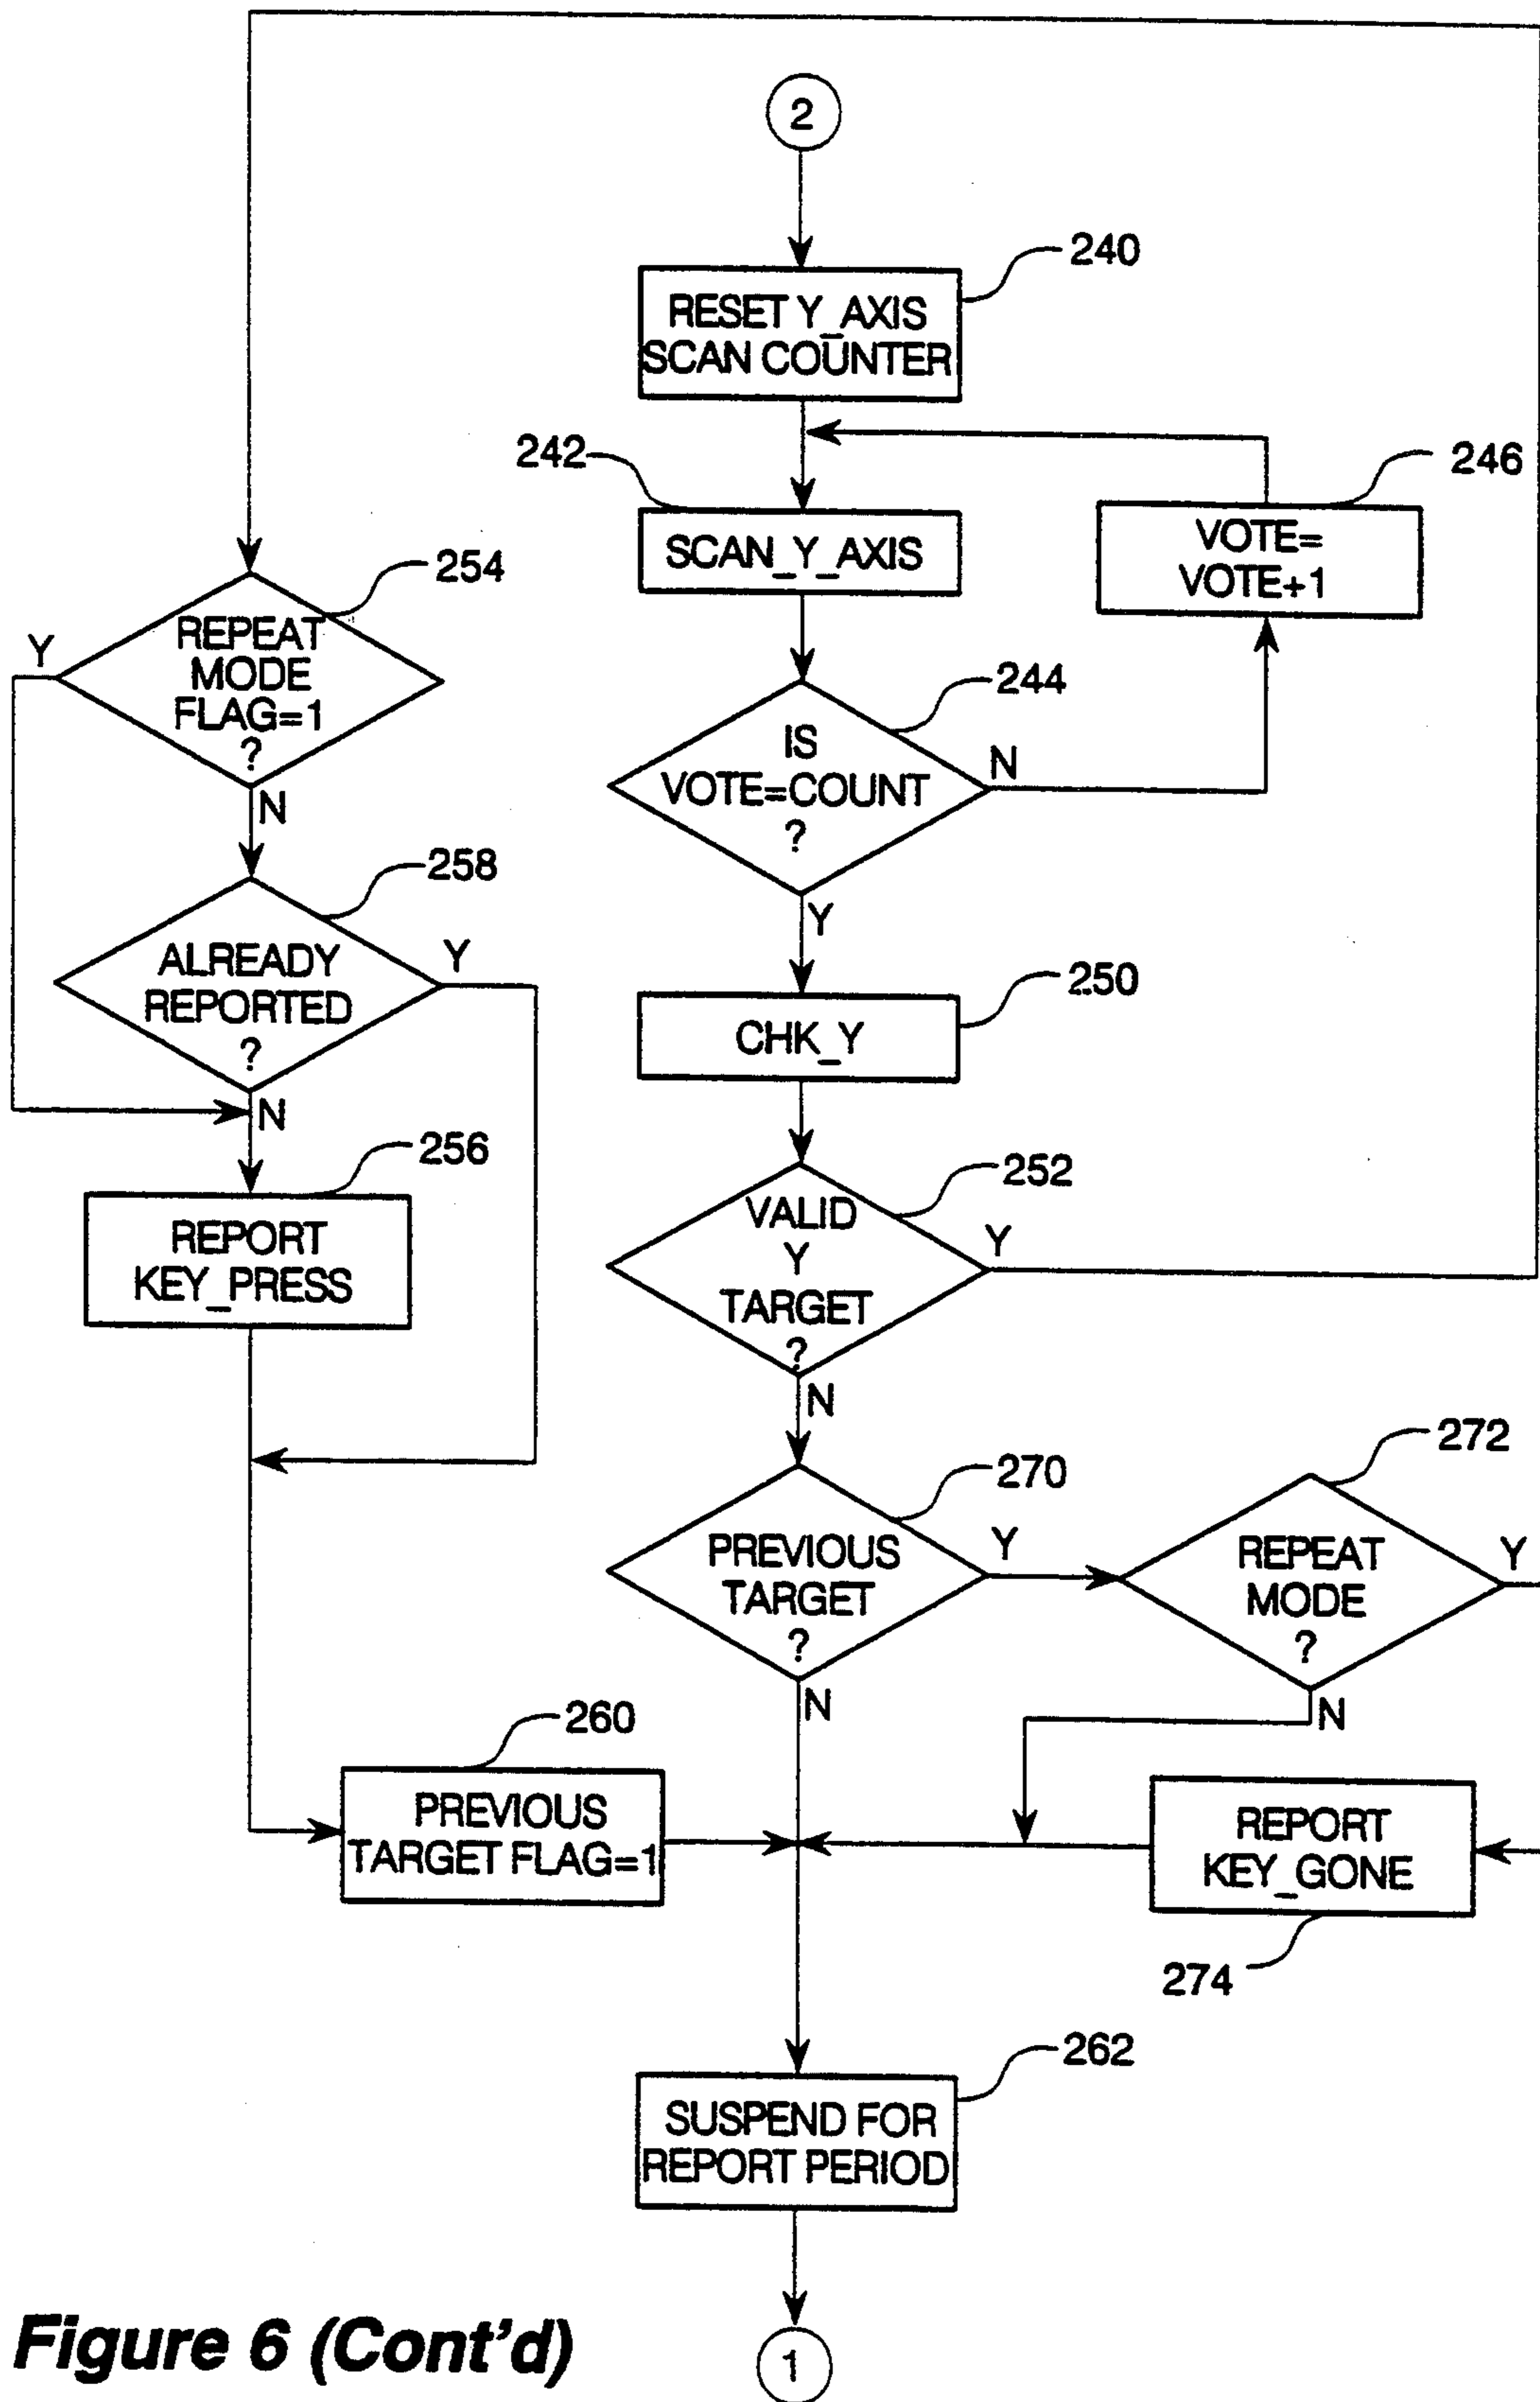 2
240
RESET Y_AXIS
SCAN COUNTER
242
246
SCAN_Y_AXIS
VOTE=
VOTE+1
254
Y
REPEAT
MODE
FLAG=1
?
N
244
IS
VOTE=COUNT
?
N
Y
258
ALREADY
REPORTED
?
Y
N
250
CHK_Y
256
REPORT
KEY_PRESS
252
VALID
Y
TARGET
?
Y
N
270
PREVIOUS
TARGET
?
Y
N
272
REPEAT
MODE
?
Y
N
260
PREVIOUS
TARGET FLAG=1
REPORT
KEY_GONE
274
262
SUSPEND FOR
REPORT PERIOD
1
Figure 6 (Cont'd)